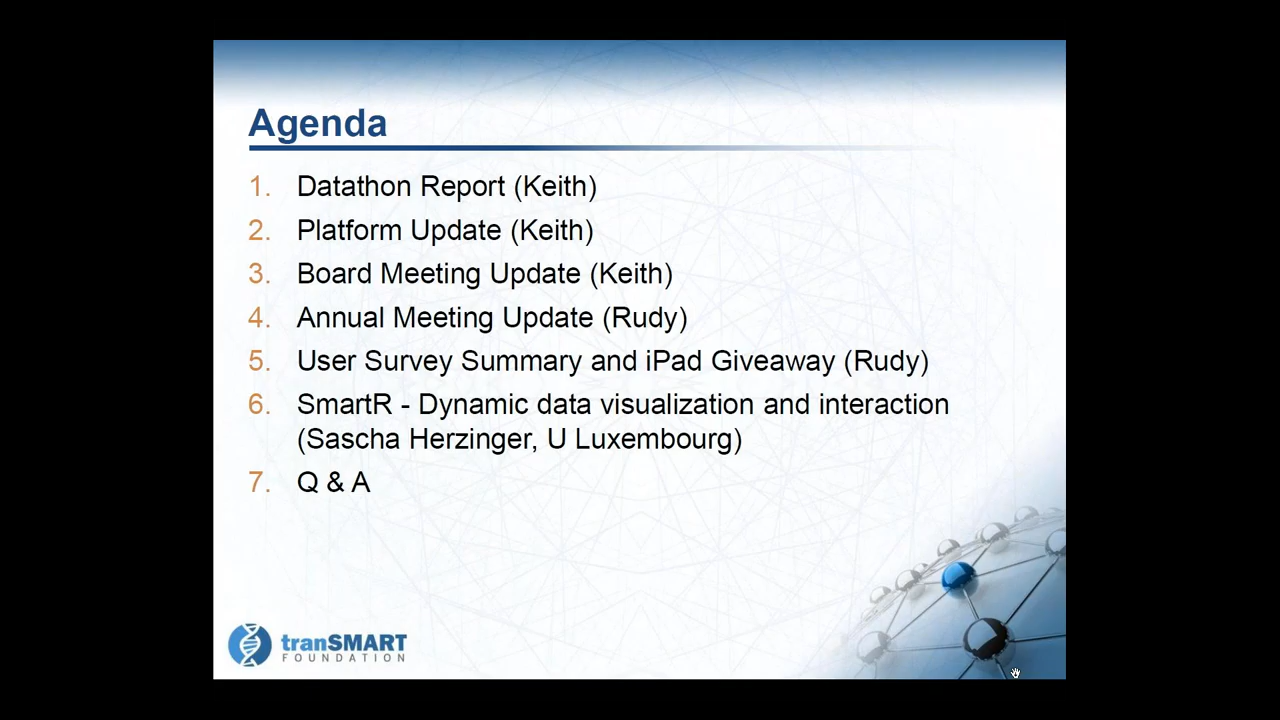 Agenda
1. Datathon Report (Keith)
2. Platform Update (Keith)
3. Board Meeting Update (Keith)
4. Annual Meeting Update (Rudy)
5. User Survey Summary and iPad Giveaway (Rudy)
6. SmartR - Dynamic data visualization and interaction
(Sascha Herzinger, U Luxembourg)
7. Q & A
tranSMART
FOUNDATION